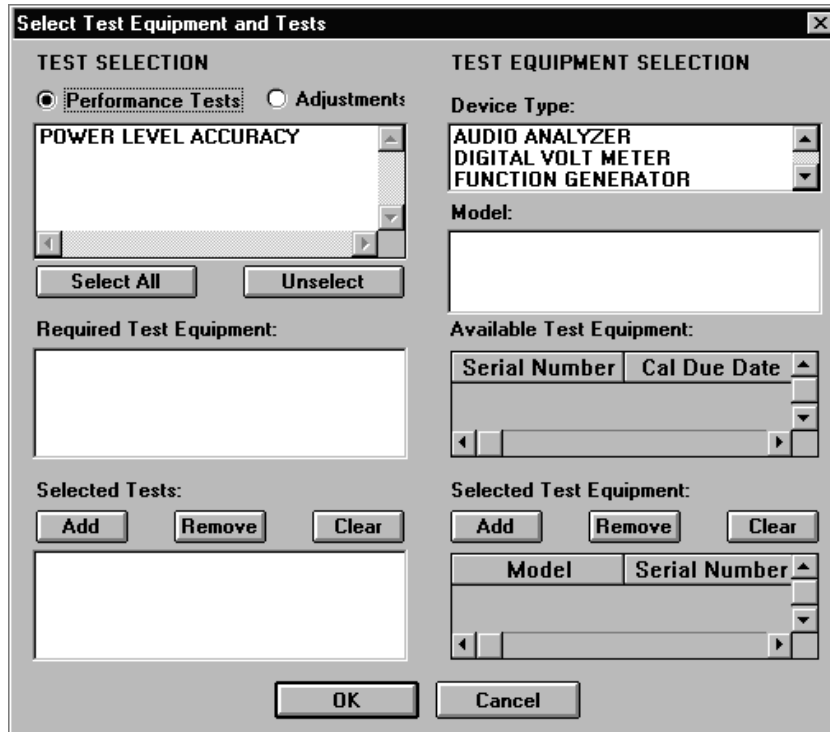 Select Test Equipment and Tests
TEST SELECTION
Performance Tests Adjustments
POWER LEVEL ACCURACY
Select All Unselect
Required Test Equipment:
Selected Tests:
Add Remove Clear
TEST EQUIPMENT SELECTION
Device Type:
AUDIO ANALYZER
DIGITAL VOLT METER
FUNCTION GENERATOR
Model:
Available Test Equipment:
Serial Number Cal Due Date
Selected Test Equipment:
Add Remove Clear
Model Serial Number
OK Cancel